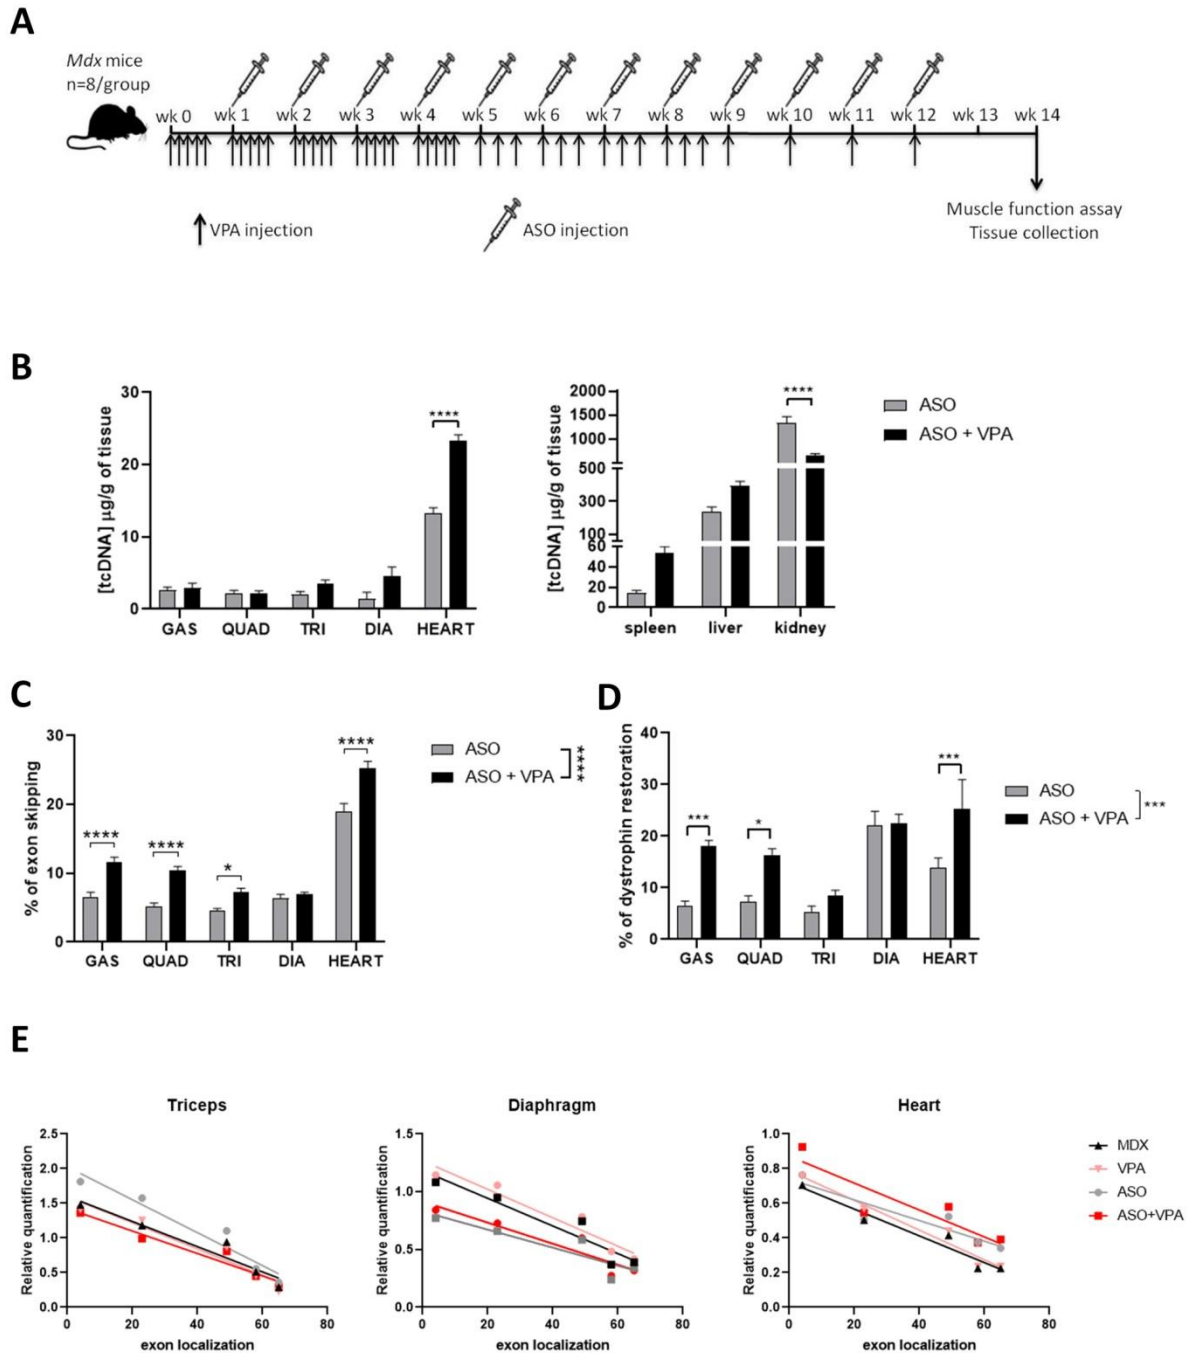 A
Mdx mice
n=8/group
wk 0 wk 1 wk 2 wk 3 wk 4 wk 5 wk 6 wk 7 wk 8 wk 9 wk 10 wk 11 wk 12 wk 13 wk 14
VPA injection
ASO injection
Muscle function assay
Tissue collection
B
[tcDNA] µg/g of tissue
30
20
10
0
****
GAS QUAD TRI DIA HEART
[tcDNA] µg/g of tissue
2000
1500
1000
500
300
100
60
40
20
0
****
spleen liver kidney
ASO
ASO + VPA
C
% of exon skipping
30
20
10
0
**** **** * ****
GAS QUAD TRI DIA HEART
ASO
ASO + VPA
****
D
% of dystrophin restoration
40
30
20
10
0
*** * ***
GAS QUAD TRI DIA HEART
ASO
ASO + VPA
***
E
Triceps
Relative quantification
2.5
2.0
1.5
1.0
0.5
0.0
0 20 40 60 80
exon localization
Diaphragm
Relative quantification
1.5
1.0
0.5
0.0
0 20 40 60 80
exon localization
Heart
Relative quantification
1.0
0.8
0.6
0.4
0.2
0.0
0 20 40 60 80
exon localization
MDX
VPA
ASO
ASO+VPA